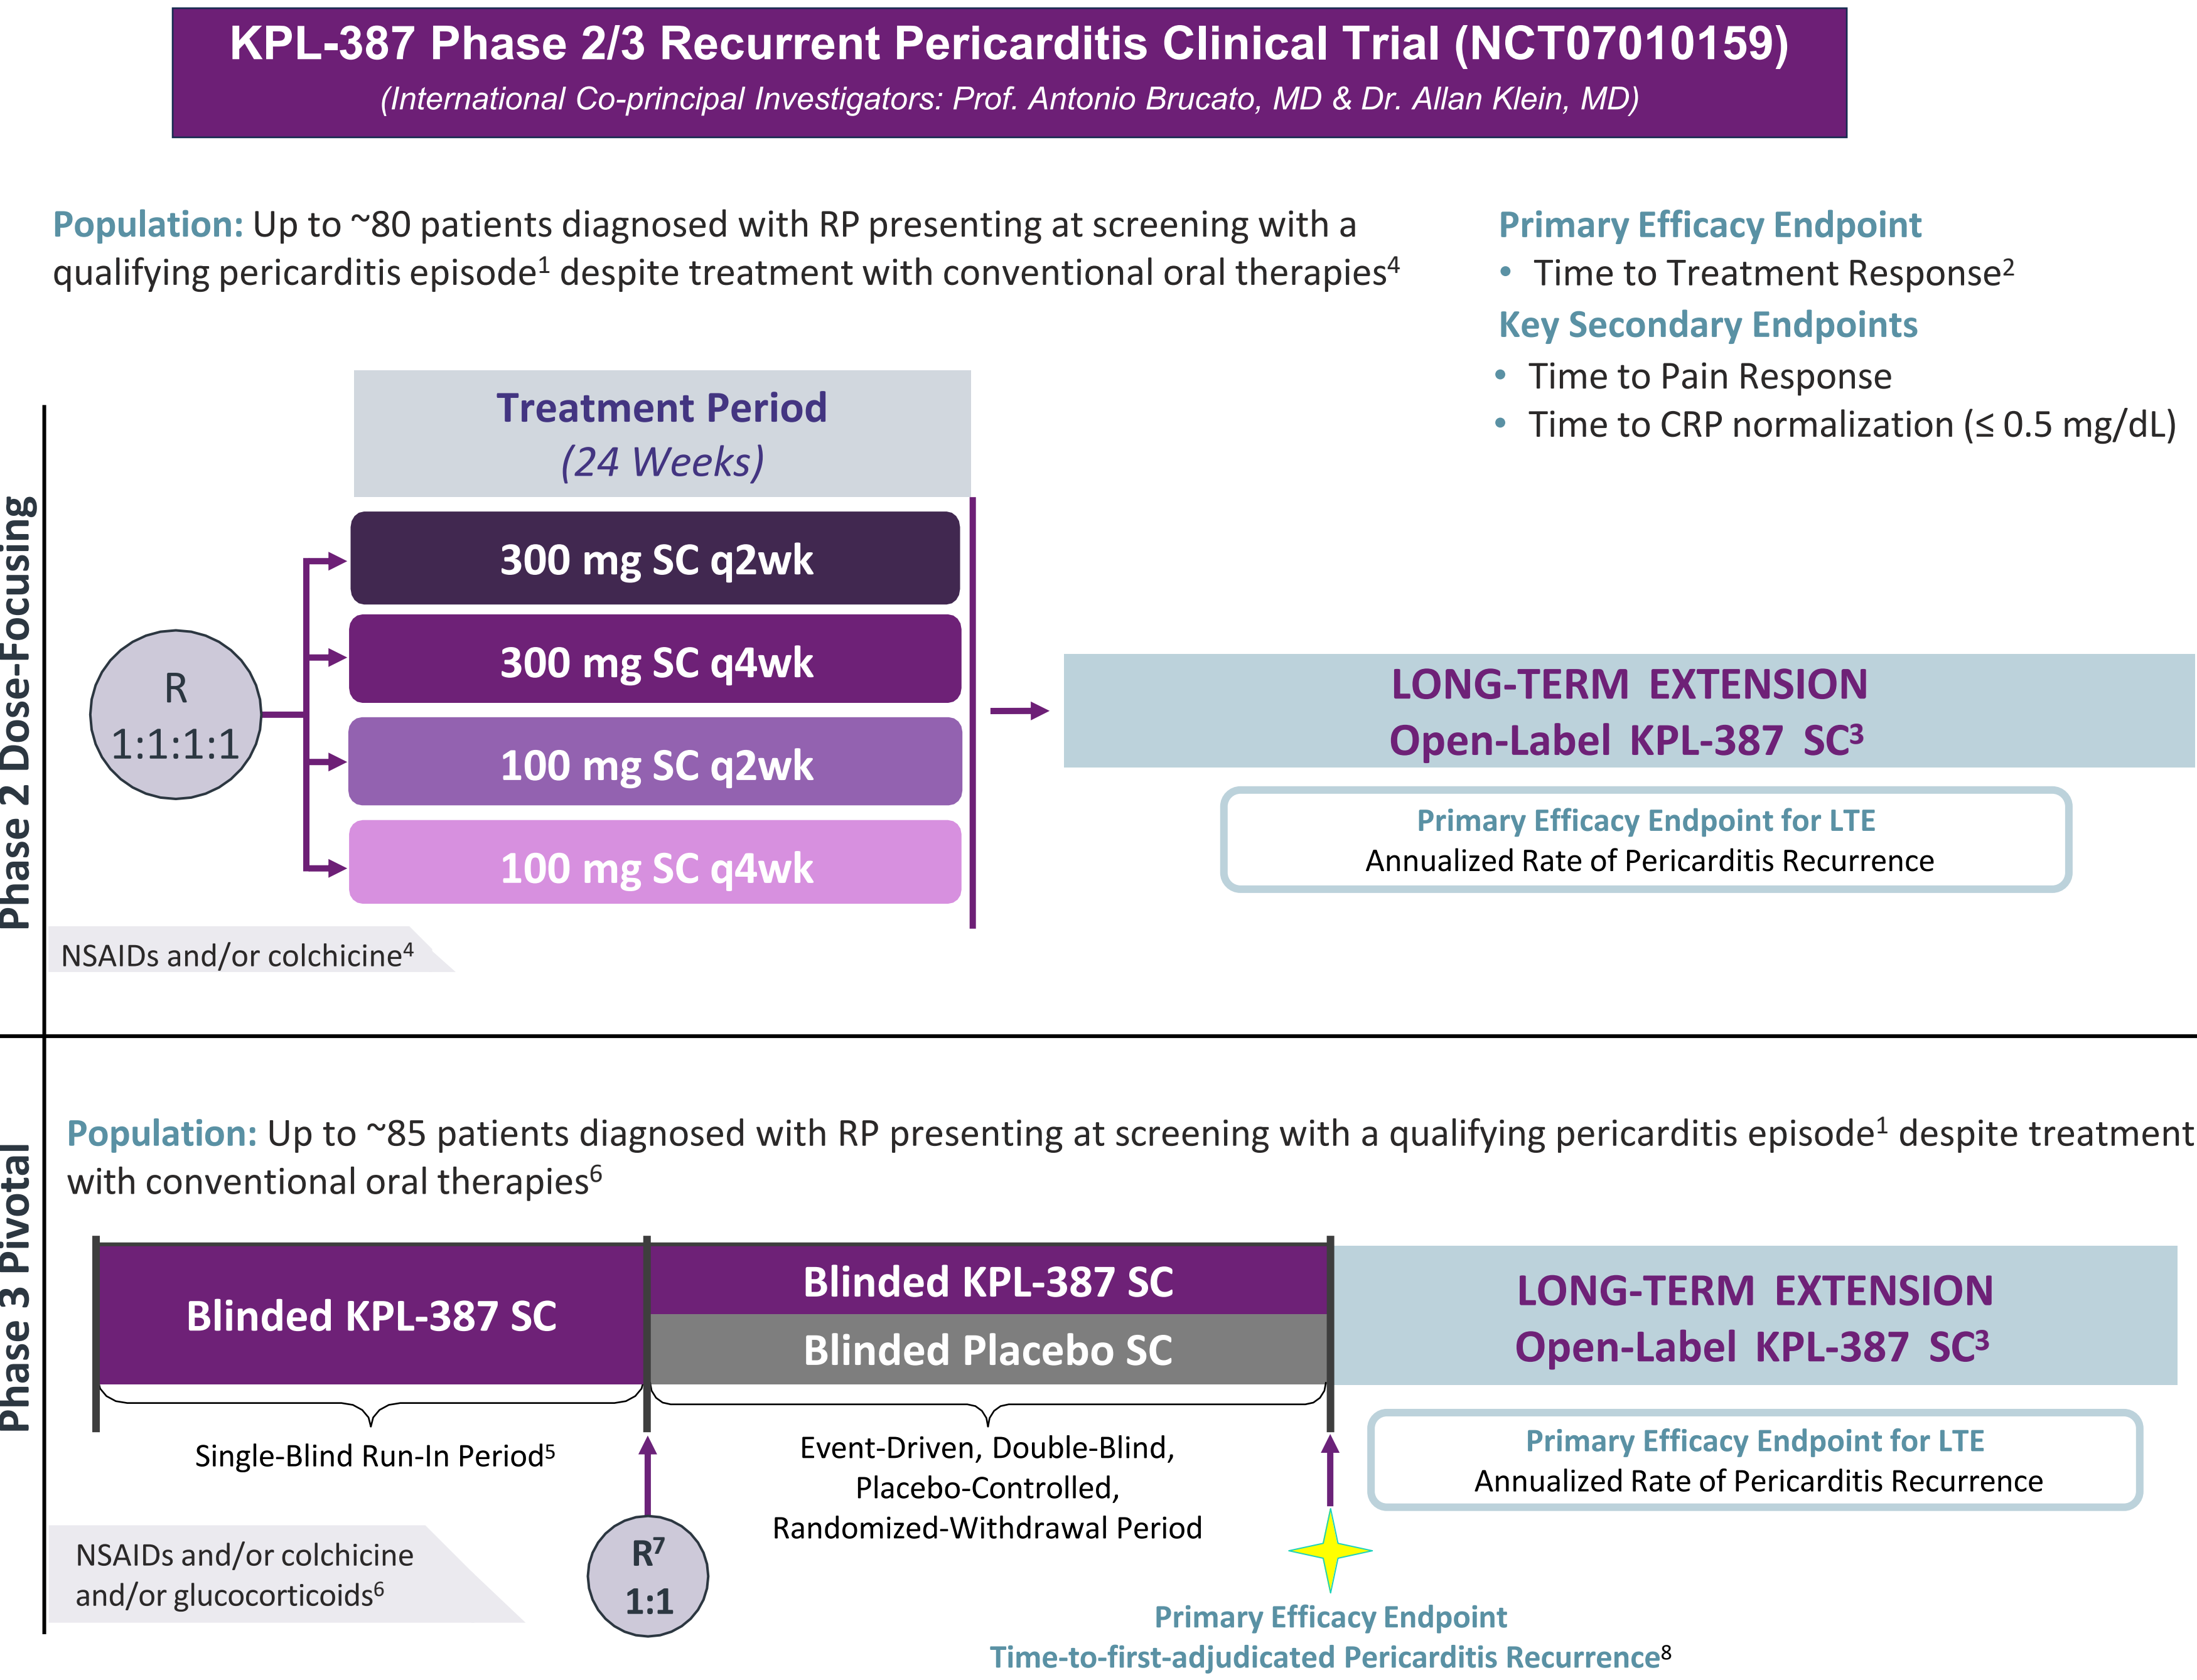 KPL-387 Phase 2/3 Recurrent Pericarditis Clinical Trial (NCT07010159)
(International Co-principal Investigators: Prof. Antonio Brucato, MD & Dr. Allan Klein, MD)
Phase 2 Dose-Focusing
Population: Up to ~80 patients diagnosed with RP presenting at screening with a
qualifying pericarditis episode¹ despite treatment with conventional oral therapies⁴
Primary Efficacy Endpoint
• Time to Treatment Response²
Key Secondary Endpoints
• Time to Pain Response
• Time to CRP normalization (≤ 0.5 mg/dL)
Treatment Period
(24 Weeks)
R
1:1:1:1
300 mg SC q2wk
300 mg SC q4wk
100 mg SC q2wk
100 mg SC q4wk
NSAIDs and/or colchicine⁴
LONG-TERM EXTENSION
Open-Label KPL-387 SC³
Primary Efficacy Endpoint for LTE
Annualized Rate of Pericarditis Recurrence
Phase 3 Pivotal
Population: Up to ~85 patients diagnosed with RP presenting at screening with a qualifying pericarditis episode¹ despite treatment
with conventional oral therapies⁶
Blinded KPL-387 SC
Blinded KPL-387 SC
Blinded Placebo SC
LONG-TERM EXTENSION
Open-Label KPL-387 SC³
Single-Blind Run-In Period⁵
Event-Driven, Double-Blind,
Placebo-Controlled,
Randomized-Withdrawal Period
Primary Efficacy Endpoint for LTE
Annualized Rate of Pericarditis Recurrence
NSAIDs and/or colchicine
and/or glucocorticoids⁶
R⁷
1:1
Primary Efficacy Endpoint
Time-to-first-adjudicated Pericarditis Recurrence⁸